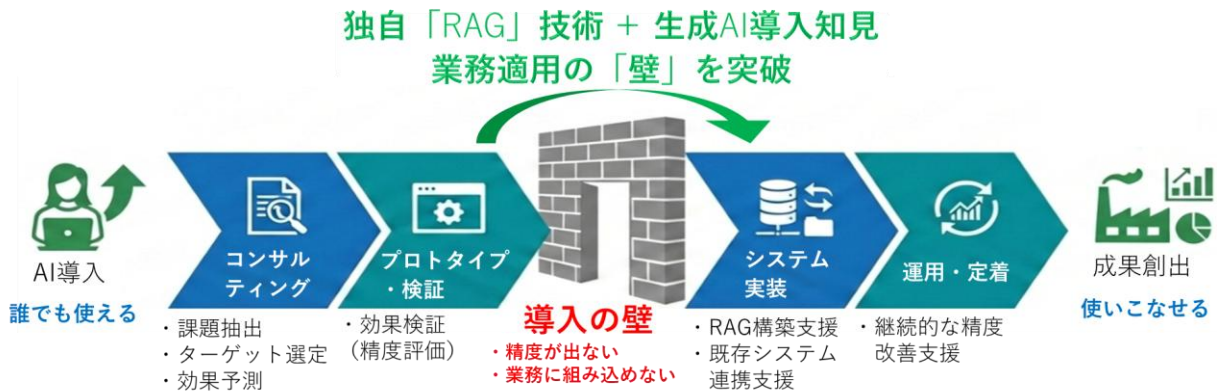 独自「RAG」技術 ＋ 生成AI導入知見
業務適用の「壁」を突破
AI導入
誰でも使える
コンサル
ティング
・課題抽出
・ターゲット選定
・効果予測
プロトタイプ
・検証
・効果検証
（精度評価）
導入の壁
・精度が出ない
・業務に組み込めない
システム
実装
・RAG構築支援
・既存システム
連携支援
運用・定着
・継続的な精度
改善支援
成果創出
使いこなせる